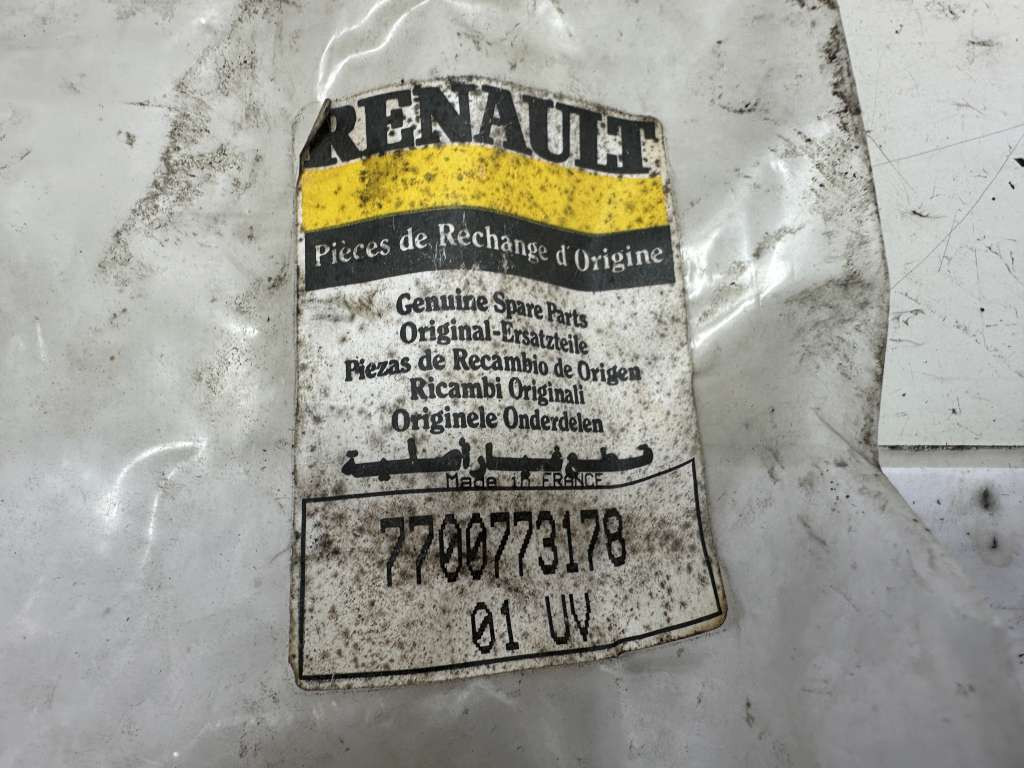 RENAULT
Pièces de Rechange d'Origine
Genuine Spare Parts
Original-Ersatzteile
Piezas de Recambio de Origen
Ricambi Originali
Originele Onderdelen
قطع غيار أصلية
Made in FRANCE
7700773178
01 UV